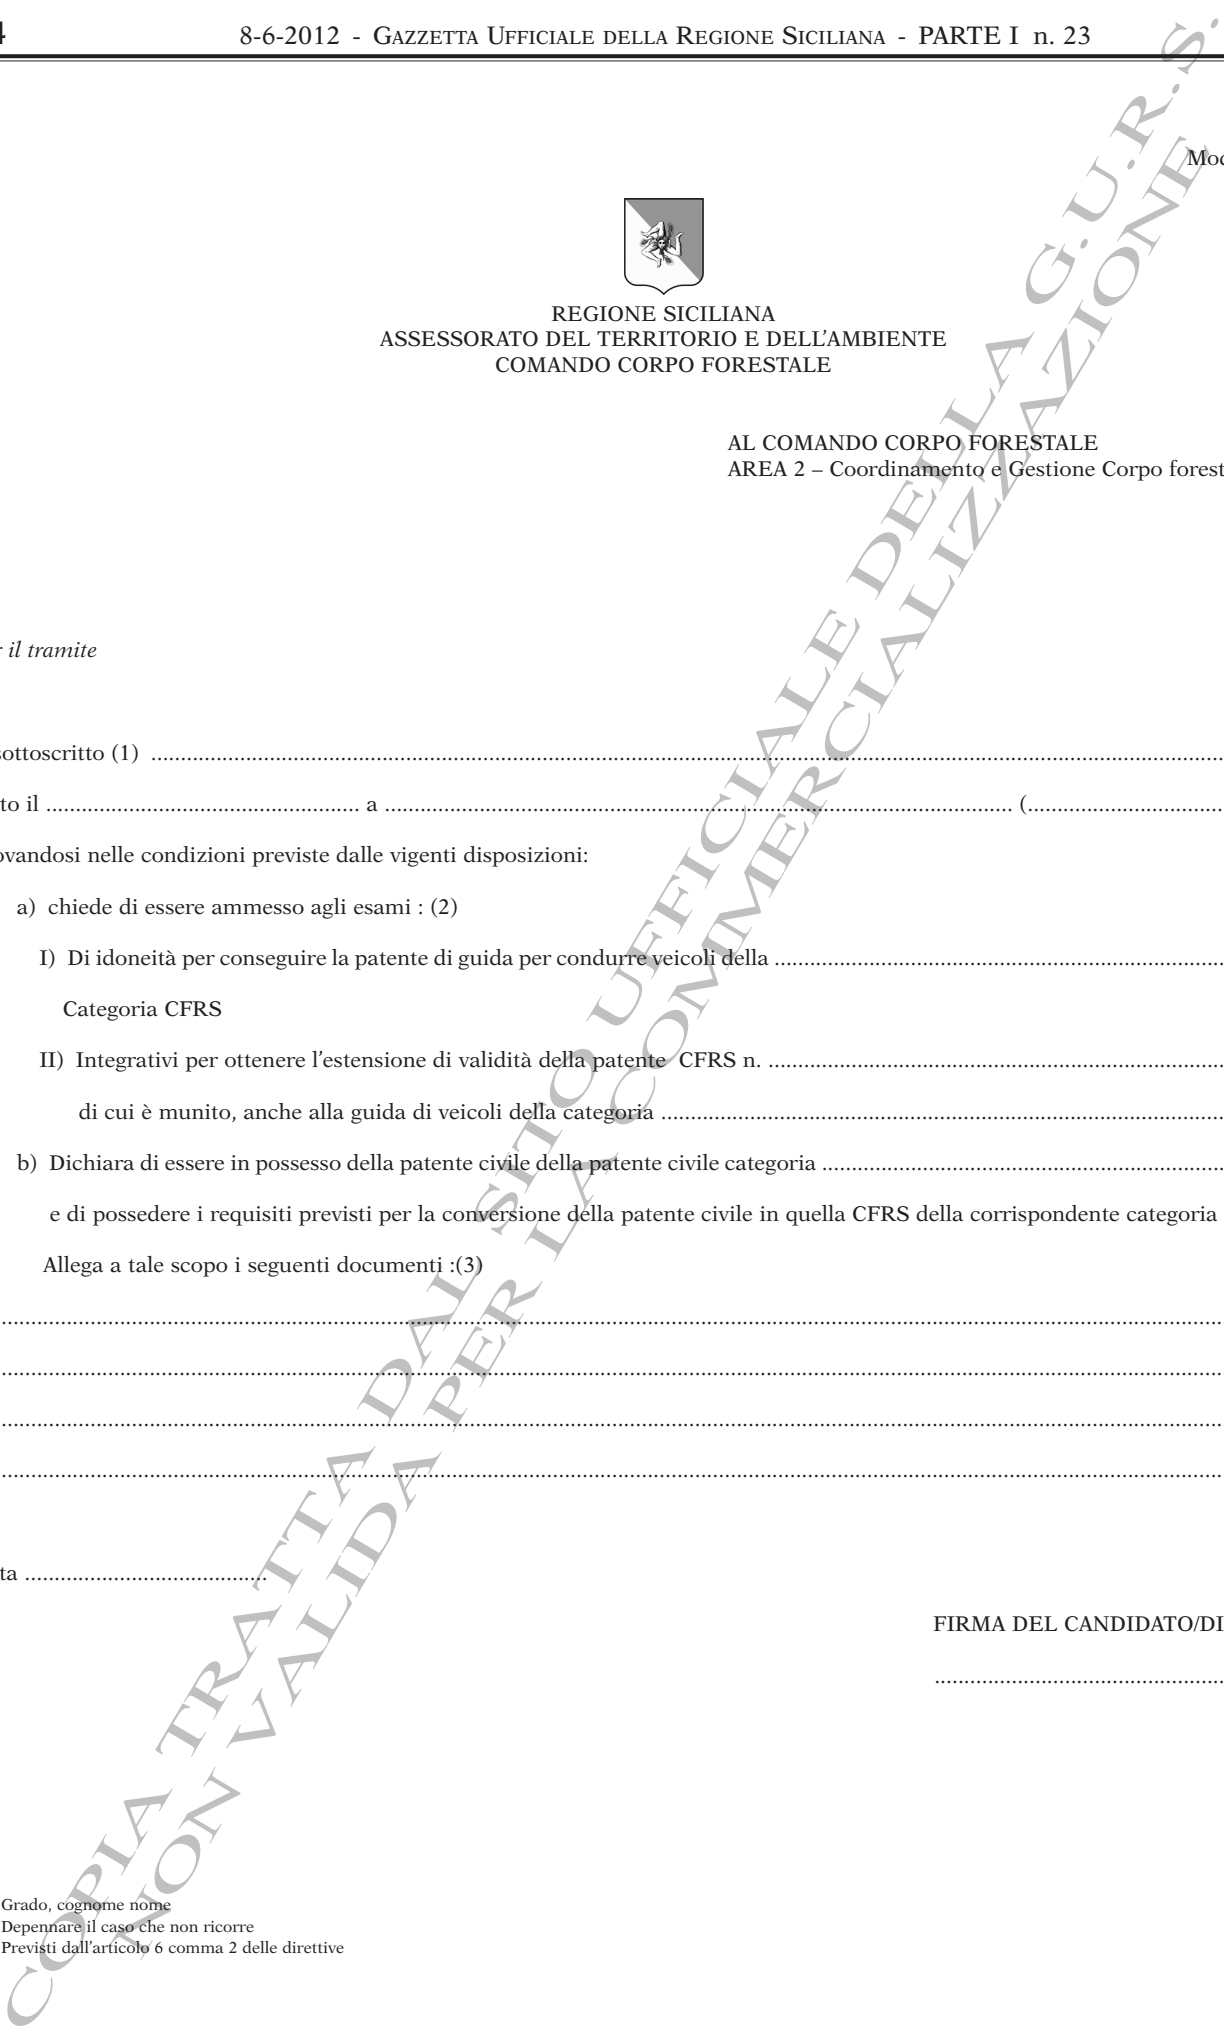 4 8-6-2012 - GAZZETTA UFFICIALE DELLA REGIONE SICILIANA - PARTE I n. 23
Mod
REGIONE SICILIANA
ASSESSORATO DEL TERRITORIO E DELL'AMBIENTE
COMANDO CORPO FORESTALE
AL COMANDO CORPO FORESTALE
AREA 2 – Coordinamento e Gestione Corpo forest
r il tramite
sottoscritto (1) ....................
to il .................... a .................... (....................
ovandosi nelle condizioni previste dalle vigenti disposizioni:
a) chiede di essere ammesso agli esami : (2)
I) Di idoneità per conseguire la patente di guida per condurre veicoli della ....................
Categoria CFRS
II) Integrativi per ottenere l'estensione di validità della patente CFRS n. ....................
di cui è munito, anche alla guida di veicoli della categoria ....................
b) Dichiara di essere in possesso della patente civile della patente civile categoria ....................
e di possedere i requisiti previsti per la conversione della patente civile in quella CFRS della corrispondente categoria
Allega a tale scopo i seguenti documenti :(3)
....................
....................
....................
....................
ta ....................
FIRMA DEL CANDIDATO/DI
....................
Grado, cognome nome
Depennare il caso che non ricorre
Previsti dall'articolo 6 comma 2 delle direttive
COPIA TRATTA DAL SITO UFFICIALE DELLA G.U.R.S.
NON VALIDA PER LA COMMERCIALIZZAZIONE